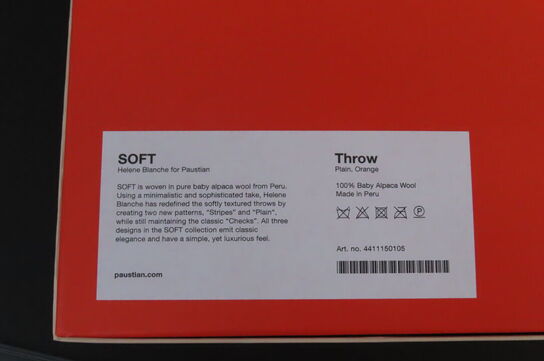 SOFT
Helene Blanche for Paustian
SOFT is woven in pure baby alpaca wool from Peru.
Using a minimalistic and sophisticated take, Helene
Blanche has redefined the softly textured throws by
creating two new patterns, "Stripes" and "Plain",
while still maintaining the classic "Checks". All three
designs in the SOFT collection emit classic
elegance and have a simple, yet luxurious feel.
paustian.com
Throw
Plain, Orange
100% Baby Alpaca Wool
Made in Peru
P
Art. no. 4411150105